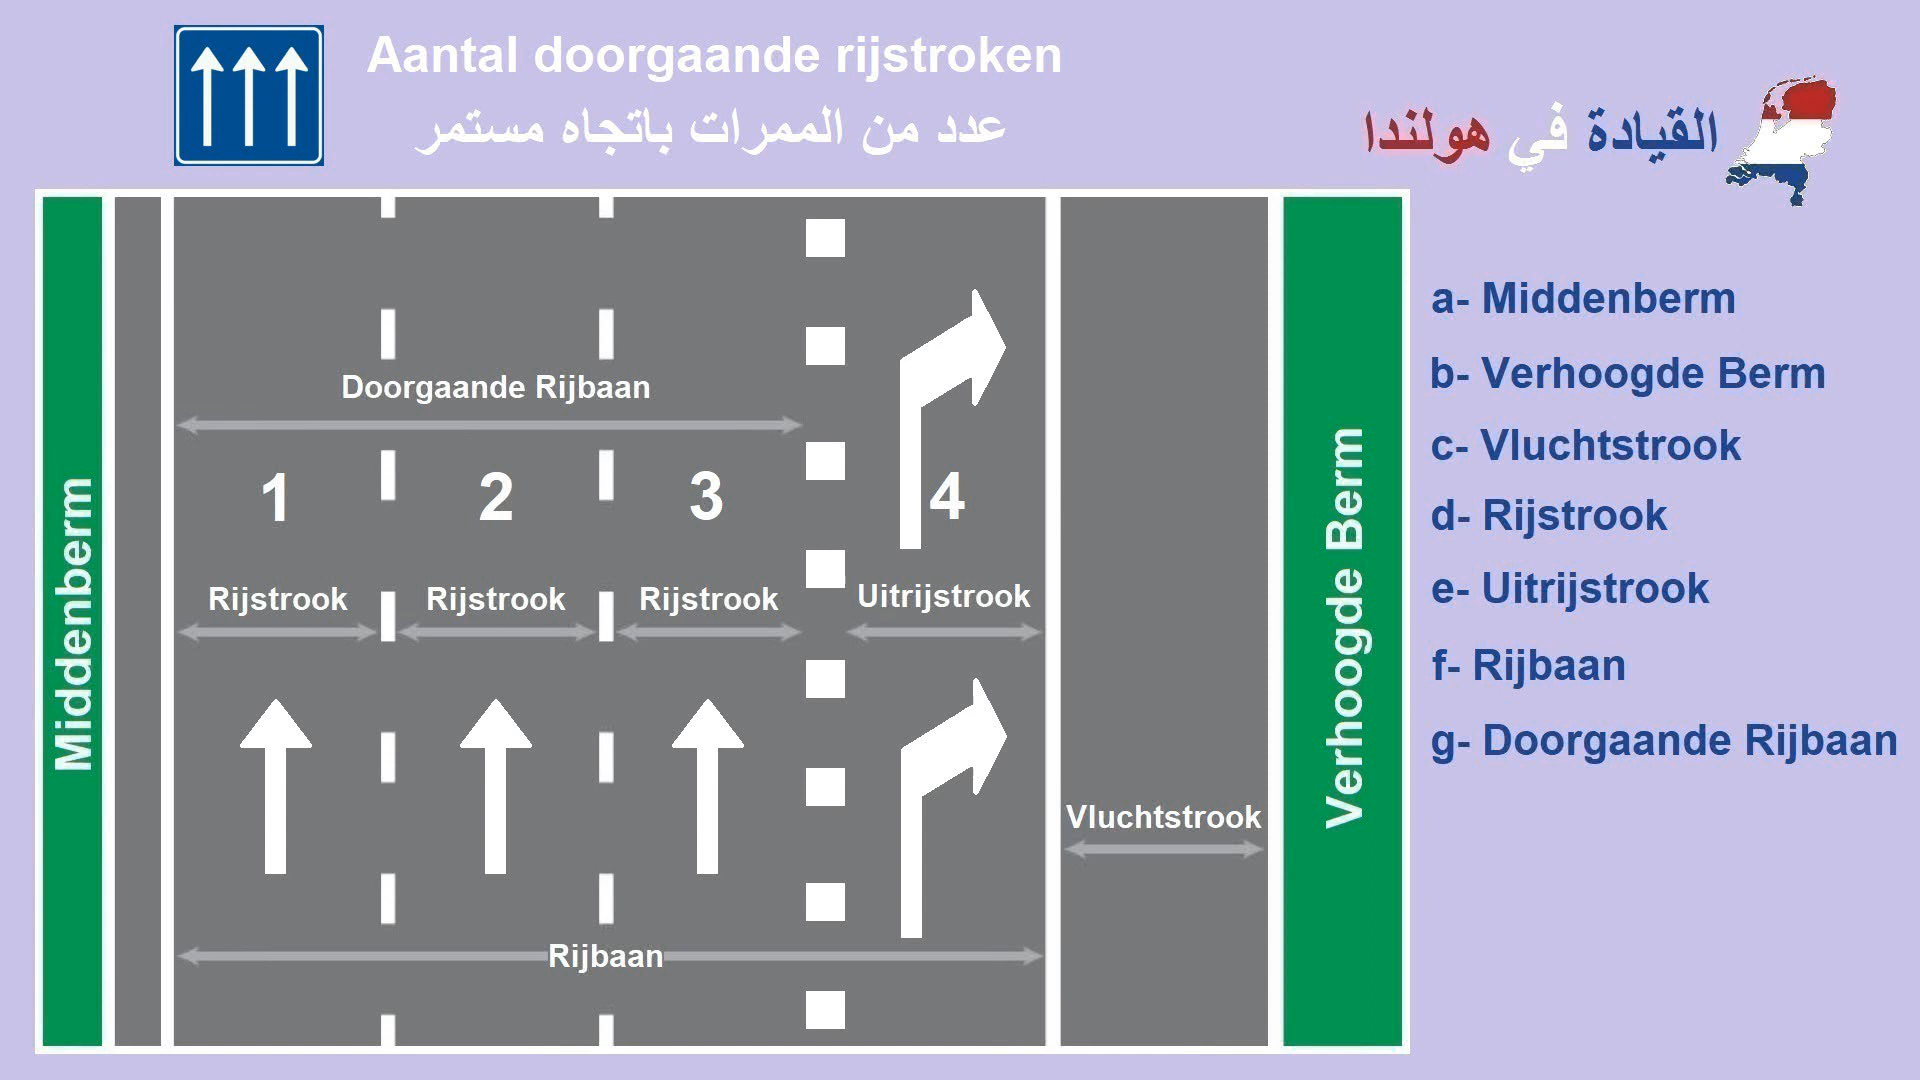 Aantal doorgaande rijstroken
عدد من الممرات باتجاه مستمر
القيادة في هولندا
Middenberm
Doorgaande Rijbaan
1 2 3 4
Rijstrook Rijstrook Rijstrook Uitrijstrook
Vluchtstrook
Rijbaan
Verhoogde Berm
a- Middenberm
b- Verhoogde Berm
c- Vluchtstrook
d- Rijstrook
e- Uitrijstrook
f- Rijbaan
g- Doorgaande Rijbaan